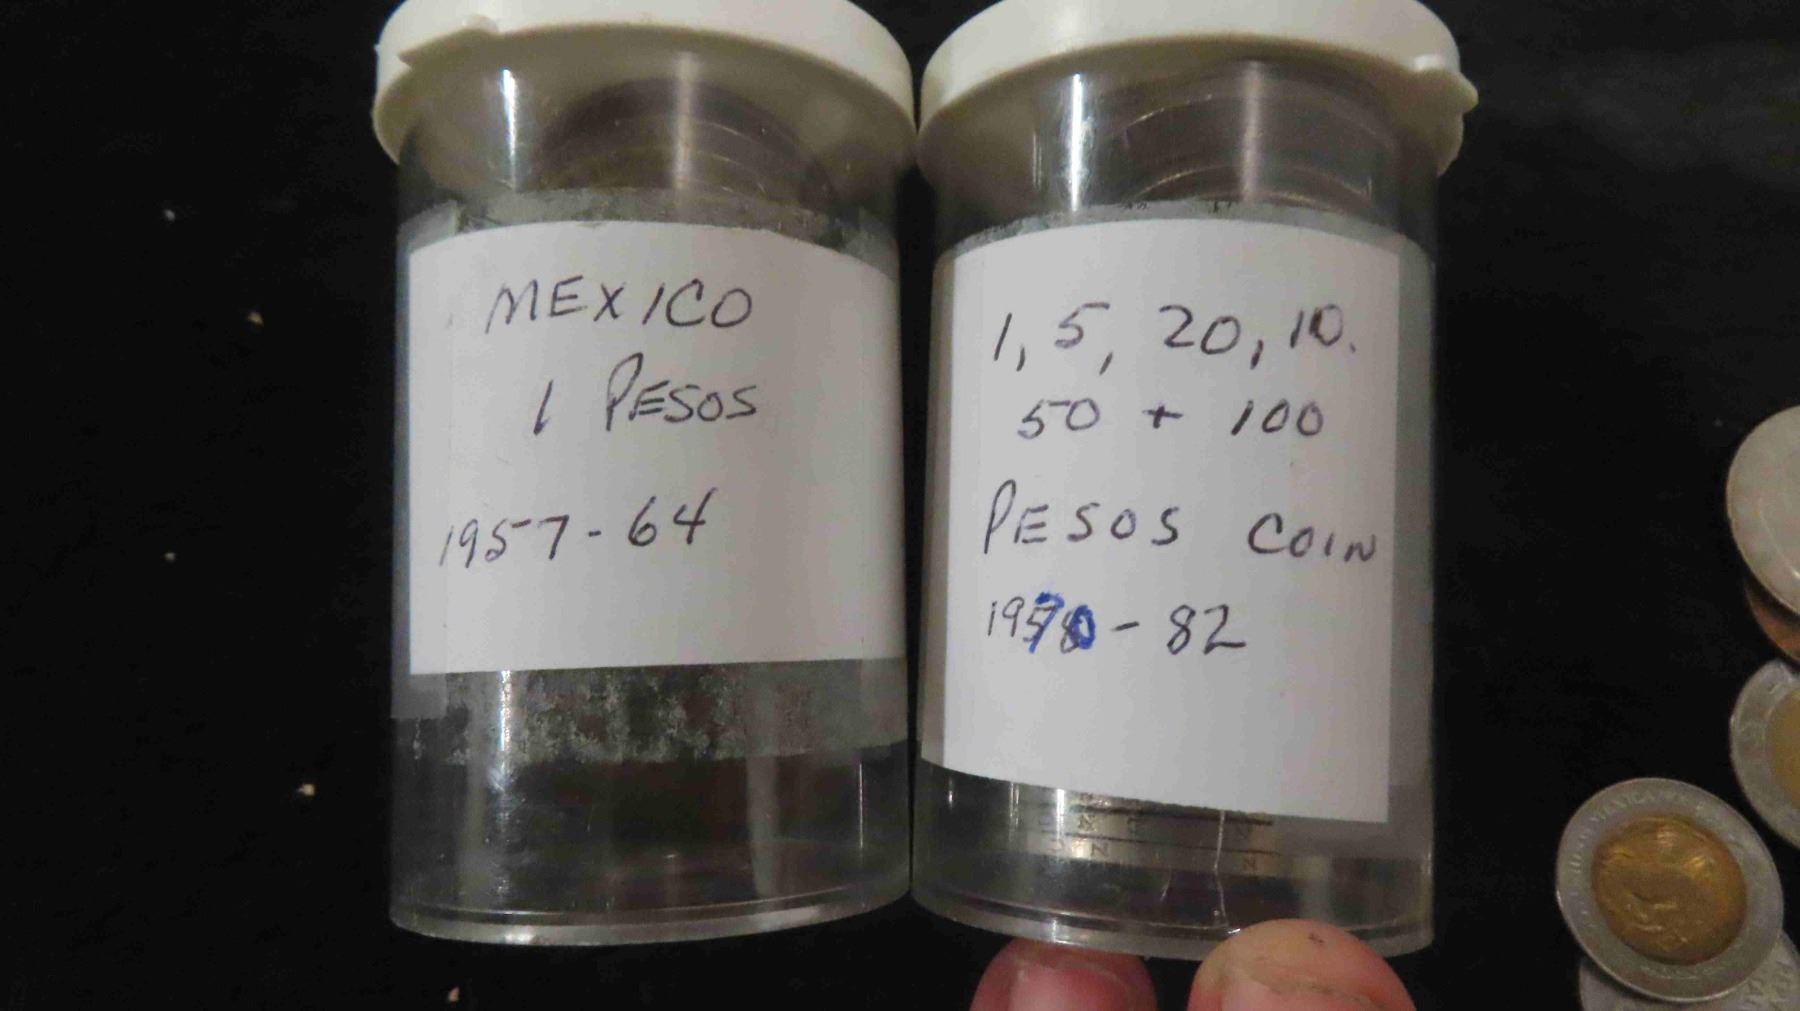 MEXICO
1 PESOS
1957-64
1, 5, 20, 10.
50 + 100
PESOS COIN
1970-82